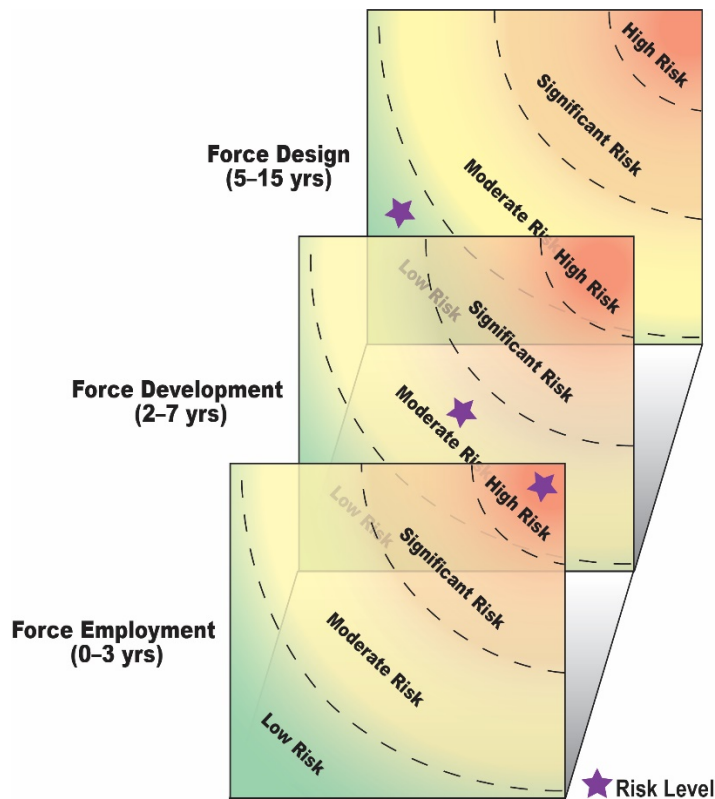 High Risk
Significant Risk
Moderate Risk
Force Design
(5–15 yrs)
High Risk
Low Risk
Significant Risk
Moderate Risk
Force Development
(2–7 yrs)
High Risk
Low Risk
Significant Risk
Moderate Risk
Low Risk
Force Employment
(0–3 yrs)
Risk Level